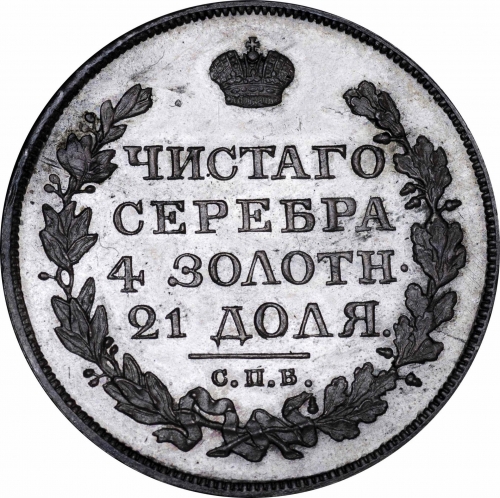 ЧИСТАГО
СЕРЕБРА
4 ЗОЛОТН.
21 ДОЛЯ.
С.П.Б.